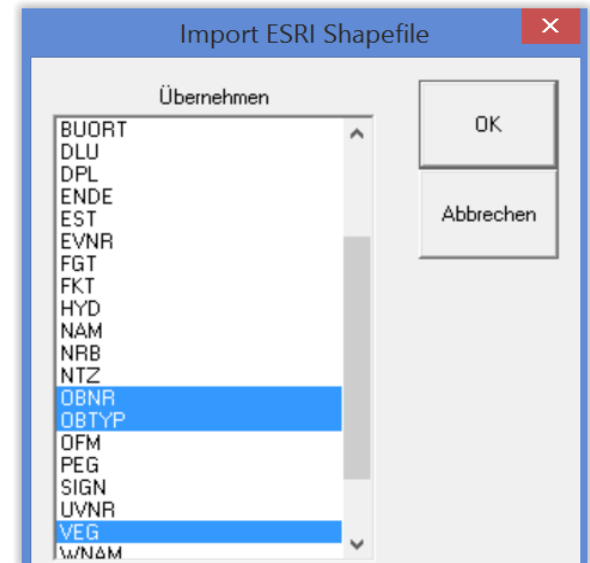 Import ESRI Shapefile
Übernehmen
BUORT
DLU
DPL
ENDE
EST
EVNR
FGT
FKT
HYD
NAM
NRB
NTZ
OBNR
OBTYP
OFM
PEG
SIGN
UVNR
VEG
WNAM
OK
Abbrechen